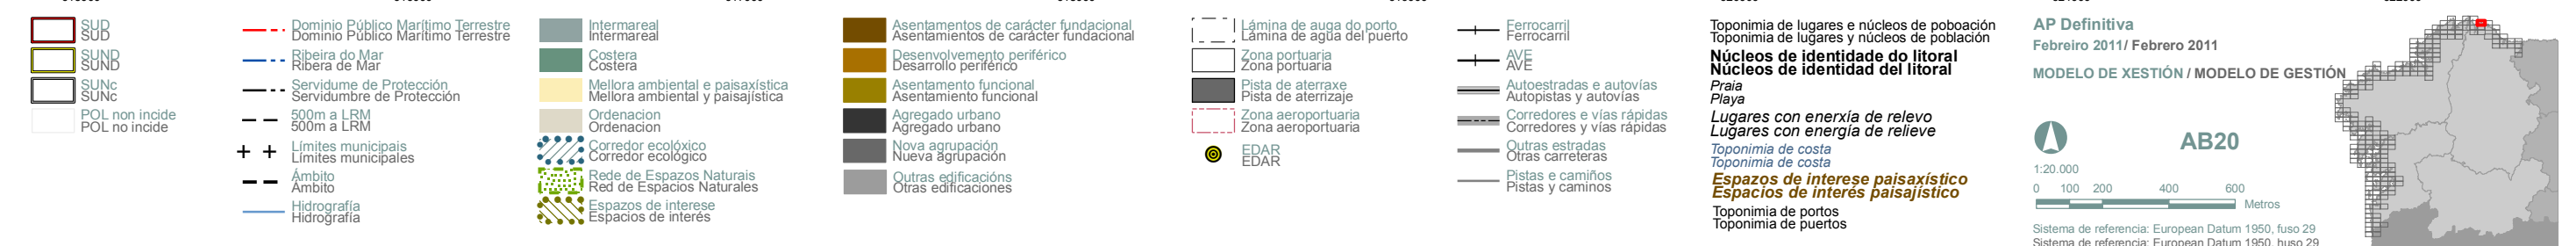 SUD
SUD
SUND
SUND
SUNc
SUNc
POL non incide
POL no incide
Dominio Público Marítimo Terrestre
Dominio Público Marítimo Terrestre
Ribeira do Mar
Ribera de Mar
Servidume de Protección
Servidumbre de Protección
500m a LRM
500m a LRM
Límites municipais
Límites municipales
Ámbito
Ámbito
Hidrografía
Hidrografía
Intermareal
Intermareal
Costera
Costera
Mellora ambiental e paisaxística
Mellora ambiental y paisajística
Ordenacion
Ordenacion
Corredor ecolóxico
Corredor ecológico
Rede de Espazos Naturais
Red de Espacios Naturales
Espazos de interese
Espacios de interés
Asentamentos de carácter fundacional
Asentamientos de carácter fundacional
Desenvolvemento periférico
Desarrollo periférico
Asentamento funcional
Asentamiento funcional
Agregado urbano
Agregado urbano
Nova agrupación
Nueva agrupación
Outras edificacións
Otras edificaciones
Lámina de auga do porto
Lámina de agua del puerto
Zona portuaria
Zona portuaria
Pista de aterraxe
Pista de aterrizaje
Zona aeroportuaria
Zona aeroportuaria
EDAR
EDAR
Ferrocarril
Ferrocarril
AVE
AVE
Autoestradas e autovías
Autopistas y autovías
Corredores e vías rápidas
Corredores y vías rápidas
Outras estradas
Otras carreteras
Pistas e camiños
Pistas y caminos
Toponimia de lugares e núcleos de poboación
Toponimia de lugares y núcleos de población
Núcleos de identidade do litoral
Núcleos de identidad del litoral
Praia
Playa
Lugares con enerxía de relevo
Lugares con energía de relieve
Toponimia de costa
Toponimia de costa
Espazos de interese paisaxístico
Espacios de interés paisajístico
Toponimia de portos
Toponimia de puertos
AP Definitiva
Febreiro 2011/ Febrero 2011
MODELO DE XESTIÓN / MODELO DE GESTIÓN
AB20
1:20.000
0 100 200 400 600
Metros
Sistema de referencia: European Datum 1950, fuso 29
Sistema de referencia: European Datum 1950, huso 29